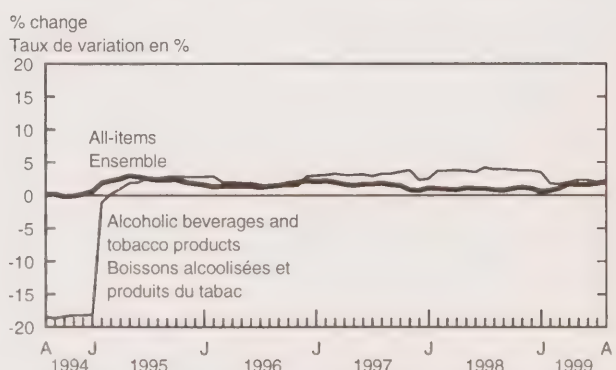 % change
Taux de variation en %
20
15
10
5
0
-5
-10
-15
-20
All-items
Ensemble
Alcoholic beverages and
tobacco products
Boissons alcoolisées et
produits du tabac
A J J J J J A
1994 1995 1996 1997 1998 1999